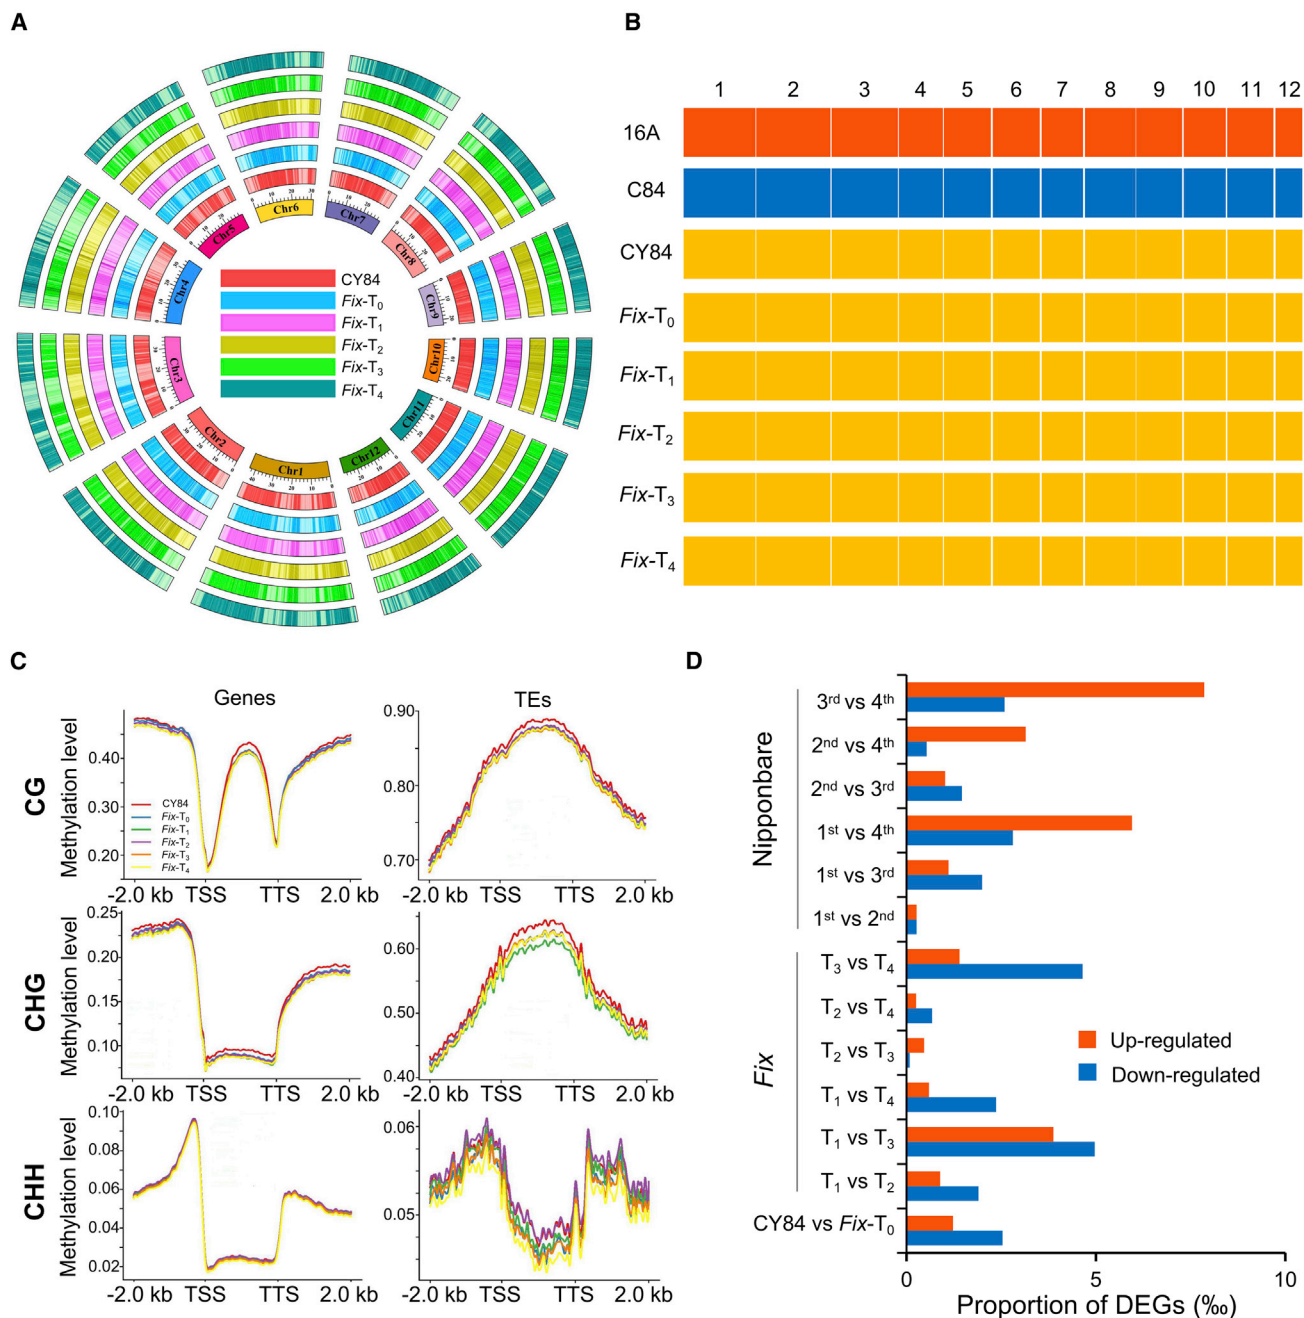 A
Chr1
Chr2
Chr3
Chr4
Chr5
Chr6
Chr7
Chr8
Chr9
Chr10
Chr11
Chr12
CY84
Fix-T0
Fix-T1
Fix-T2
Fix-T3
Fix-T4
B
1 2 3 4 5 6 7 8 9 10 11 12
16A
C84
CY84
Fix-T0
Fix-T1
Fix-T2
Fix-T3
Fix-T4
C
Genes TEs
CG
Methylation level
0.40
0.30
0.20
CY84
Fix-T0
Fix-T1
Fix-T2
Fix-T3
Fix-T4
-2.0 kb TSS TTS 2.0 kb
0.90
0.80
0.70
-2.0 kb TSS TTS 2.0 kb
CHG
Methylation level
0.25
0.20
0.15
0.10
-2.0 kb TSS TTS 2.0 kb
0.60
0.50
0.40
-2.0 kb TSS TTS 2.0 kb
CHH
Methylation level
0.10
0.08
0.06
0.04
0.02
-2.0 kb TSS TTS 2.0 kb
0.06
0.05
-2.0 kb TSS TTS 2.0 kb
D
Nipponbare
3rd vs 4th
2nd vs 4th
2nd vs 3rd
1st vs 4th
1st vs 3rd
1st vs 2nd
Fix
T3 vs T4
T2 vs T4
T2 vs T3
T1 vs T4
T1 vs T3
T1 vs T2
CY84 vs Fix-T0
Up-regulated
Down-regulated
0 5 10
Proportion of DEGs (‰)